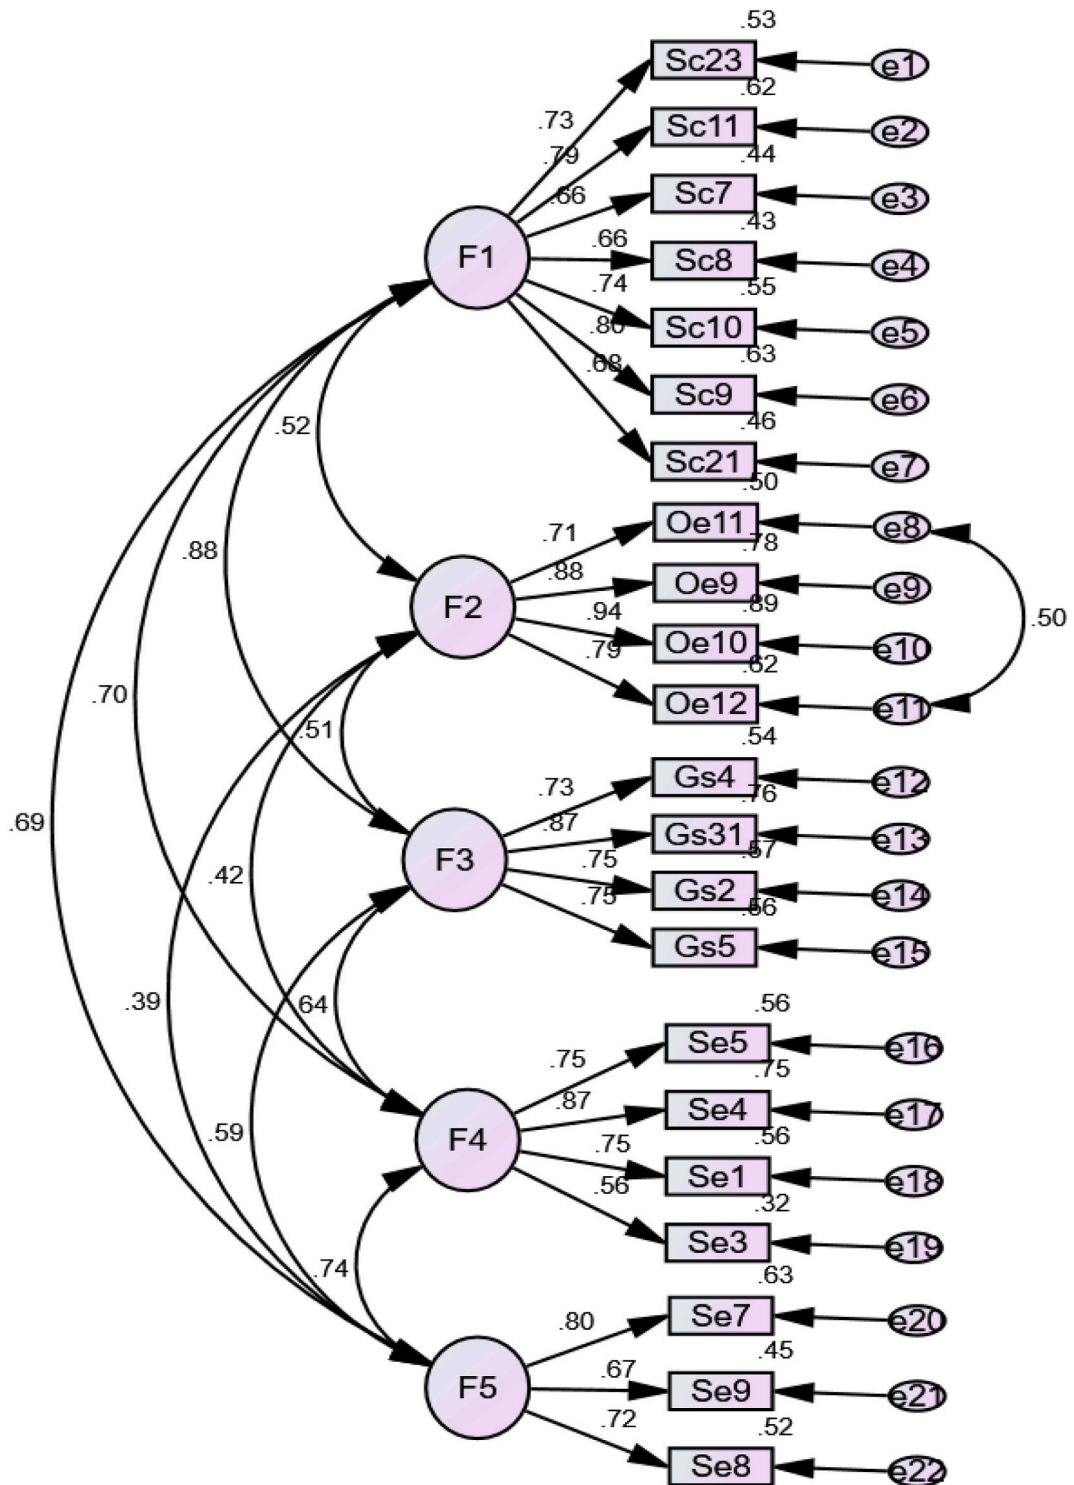 .53
Sc23
e1
.62
.73
Sc11
e2
.79
.44
.66
Sc7
e3
.43
.66
F1
Sc8
e4
.74
.55
.80
Sc10
e5
.63
.68
Sc9
e6
.52
.46
Sc21
e7
.50
.88
.71
Oe11
e8
.78
.88
Oe9
e9
.89
.50
F2
.94
Oe10
e10
.79
.62
.70
Oe12
e11
.51
.54
.73
Gs4
e12
.76
.69
.87
Gs31
e13
.57
F3
.75
Gs2
e14
.42
.75
.56
Gs5
e15
.39
.64
.56
.75
Se5
e16
.75
.87
Se4
e17
.59
F4
.75
.56
Se1
e18
.56
.32
Se3
e19
.74
.63
.80
Se7
e20
.45
.67
F5
Se9
e21
.72
.52
Se8
e22